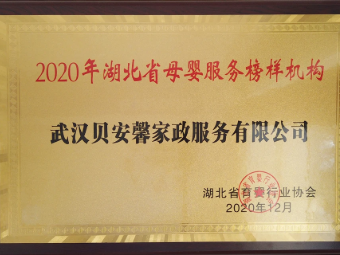 2020年湖北省母婴服务榜样机构
武汉贝安馨家政服务有限公司
湖北省育婴行业协会
2020年12月